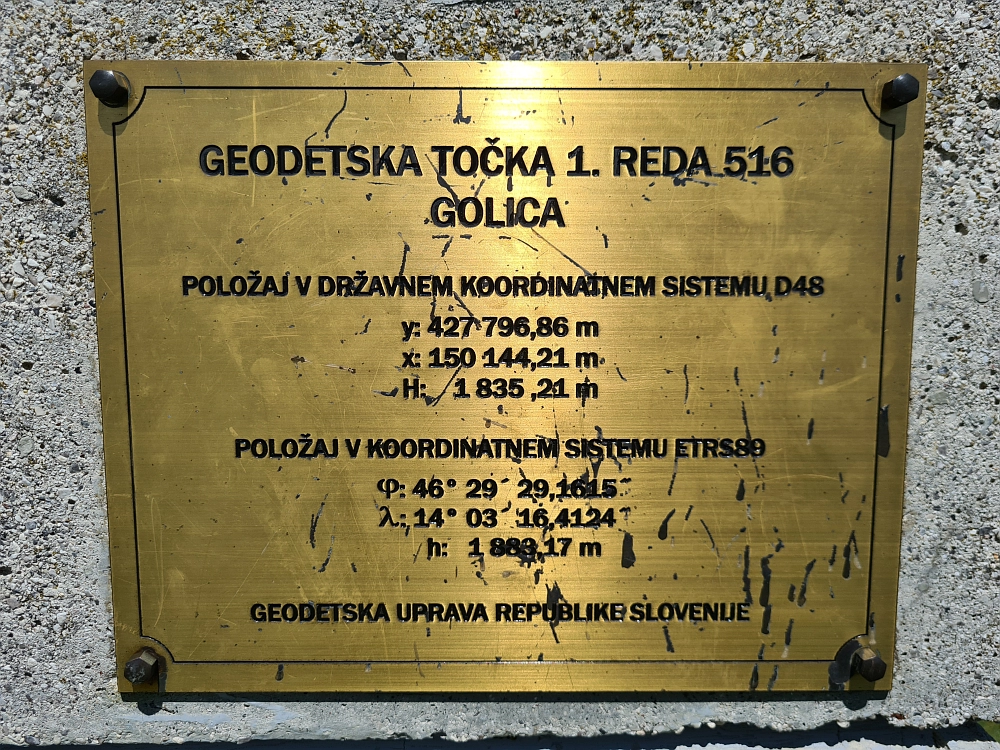 GEODETSKA TOČKA 1. REDA 516
GOLICA
POLOŽAJ V DRŽAVNEM KOORDINATNEM SISTEMU D48
y: 427 796,86 m
x: 150 144,21 m
H: 1 835 ,21 m
POLOŽAJ V KOORDINATNEM SISTEMU ETRS89
φ: 46° 29´ 29,1615˝
λ: 14° 03´ 16,4124˝
h: 1 883,17 m
GEODETSKA UPRAVA REPUBLIKE SLOVENIJE